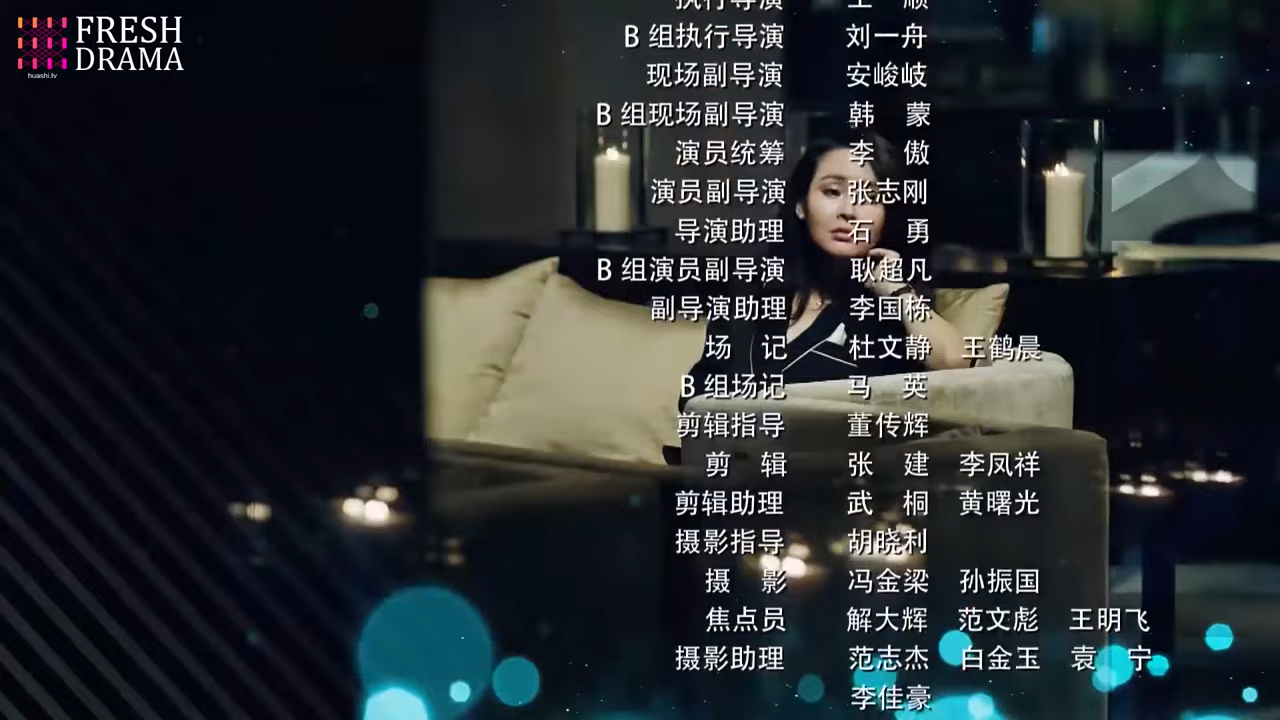 FRESH
DRAMA
huashi.tv
执行导演 王 顺
B 组执行导演 刘一舟
现场副导演 安峻岐
B 组现场副导演 韩 蒙
演员统筹 李 傲
演员副导演 张志刚
导演助理 石 勇
B 组演员副导演 耿超凡
副导演助理 李国栋
场 记 杜文静 王鹤晨
B 组场记 马 英
剪辑指导 董传辉
剪 辑 张 建 李凤祥
剪辑助理 武 桐 黄曙光
摄影指导 胡晓利
摄 影 冯金梁 孙振国
焦点员 解大辉 范文彪 王明飞
摄影助理 范志杰 白金玉 袁 宁
李佳豪